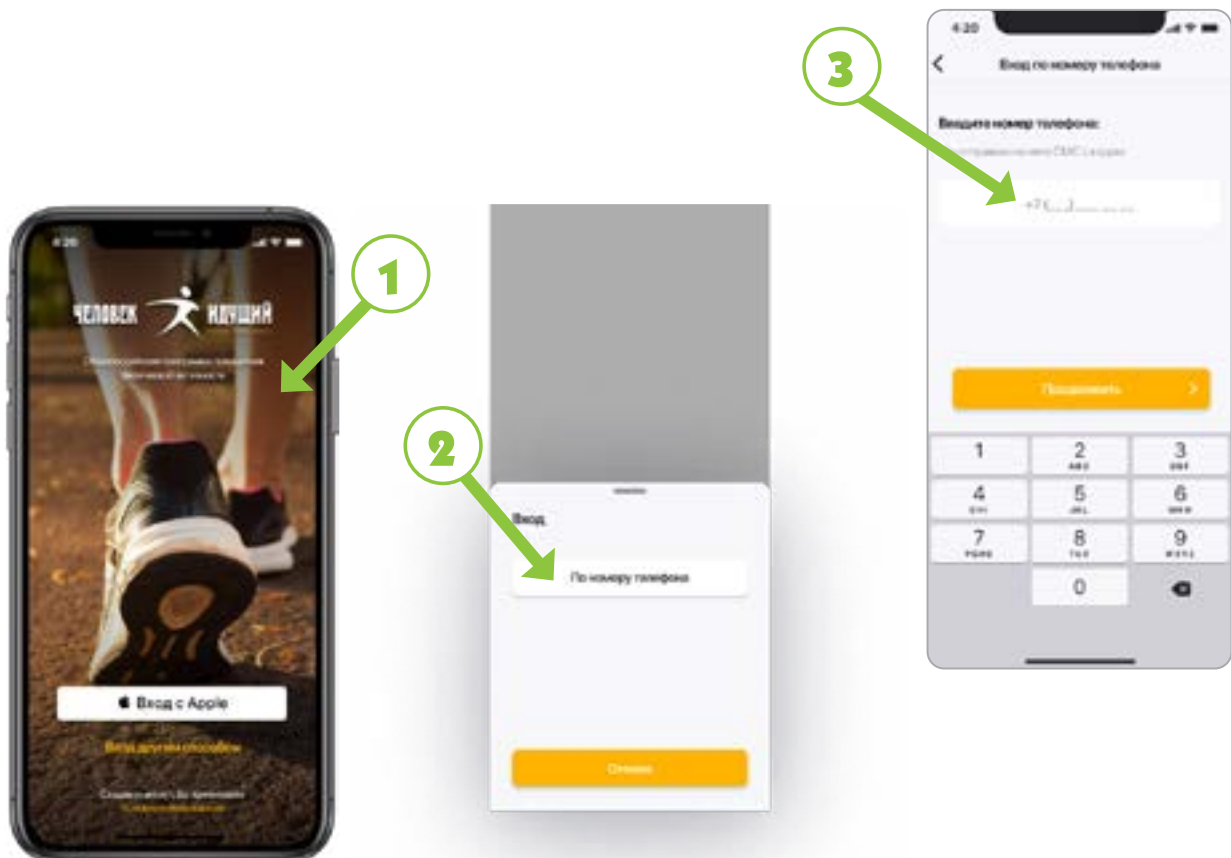 1
4:20
ЧЕЛОВЕК ИДУЩИЙ
Вход с Apple
Вход другим способом
2
Вход
По номеру телефона
Отмена
3
4:20
Вход по номеру телефона
Введите номер телефона:
+7 (_ _) _ _ _ _ _ _
Продолжить
1
2 ABC
3 DEF
4 GHI
5 JKL
6 MNO
7 PQRS
8 TUV
9 WXYZ
0